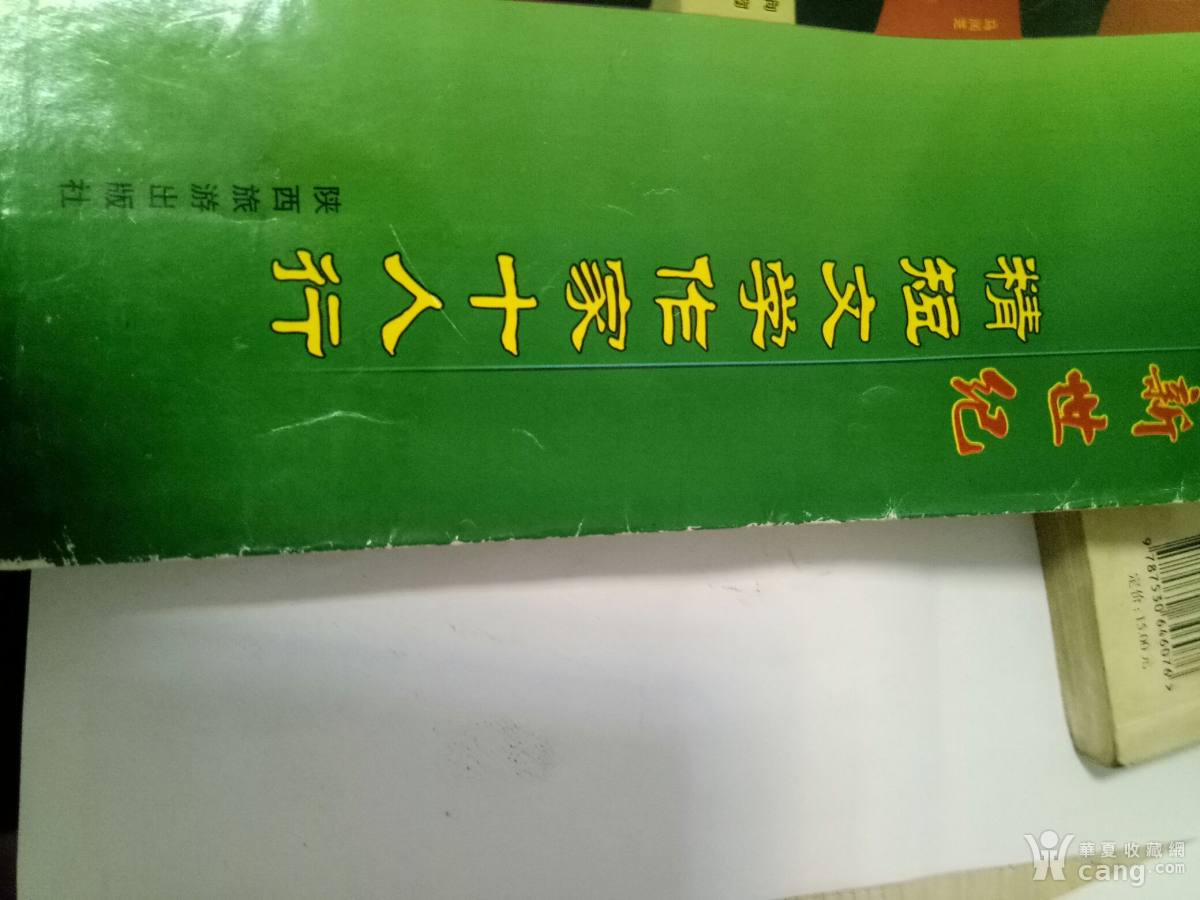 新世纪
精短文学作家十人行
陕西旅游出版社
9787530646076>
定价:15.00元
華夏收藏網
cang.com